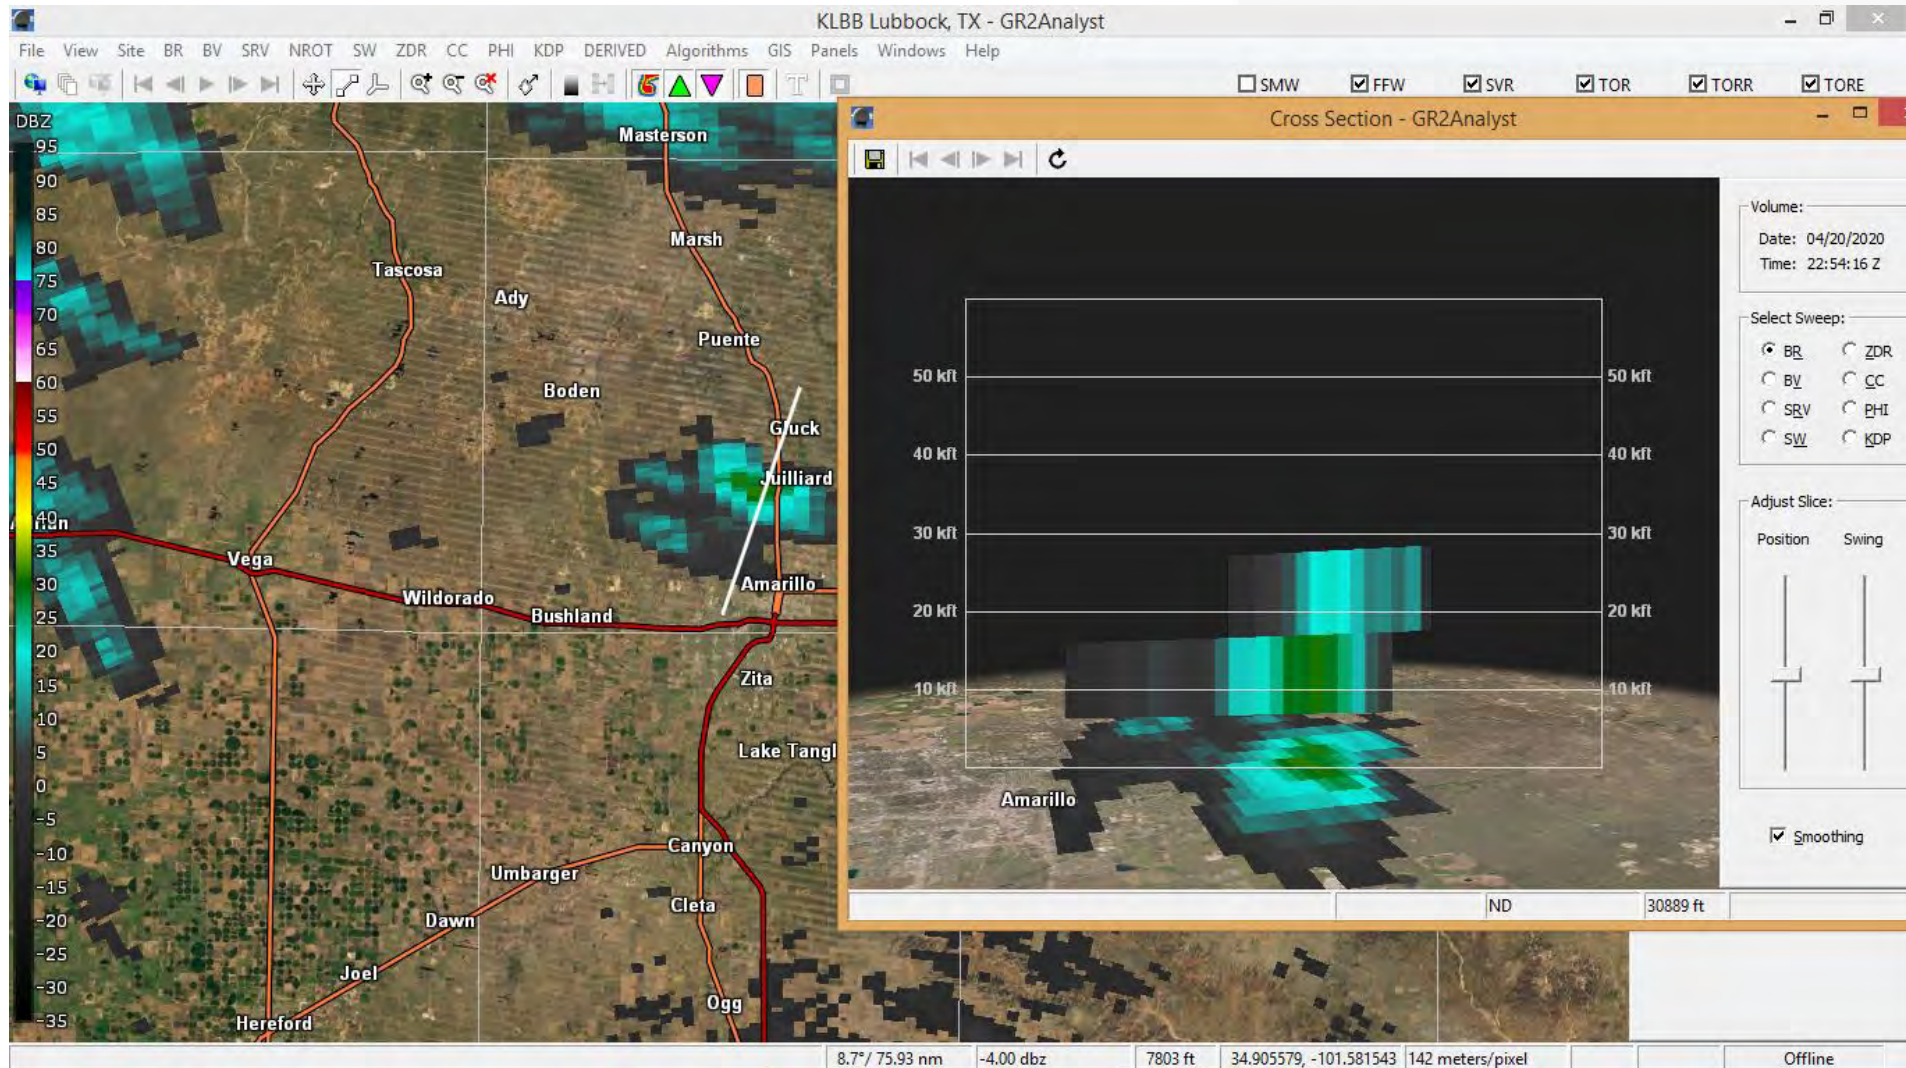 KLBB Lubbock, TX - GR2Analyst
File View Site BR BV SRV NROT SW ZDR CC PHI KDP DERIVED Algorithms GIS Panels Windows Help
SMW FFW SVR TOR TORR TORE
DBZ
95
90
85
80
75
70
65
60
55
50
45
40
35
30
25
20
15
10
5
0
-5
-10
-15
-20
-25
-30
-35
Masterson
Marsh
Tascosa
Ady
Puente
Boden
Gluck
Juilliard
Vega
Amarillo
Wildorado
Bushland
Zita
Lake Tangl
Canyon
Umbarger
Cleta
Dawn
Joel
Ogg
Hereford
Cross Section - GR2Analyst
50 kft 50 kft
40 kft 40 kft
30 kft 30 kft
20 kft 20 kft
10 kft 10 kft
Amarillo
Volume:
Date: 04/20/2020
Time: 22:54:16 Z
Select Sweep:
BR ZDR
BV CC
SRV PHI
SW KDP
Adjust Slice:
Position Swing
Smoothing
ND 30889 ft
8.7°/ 75.93 nm -4.00 dbz 7803 ft 34.905579, -101.581543 142 meters/pixel Offline